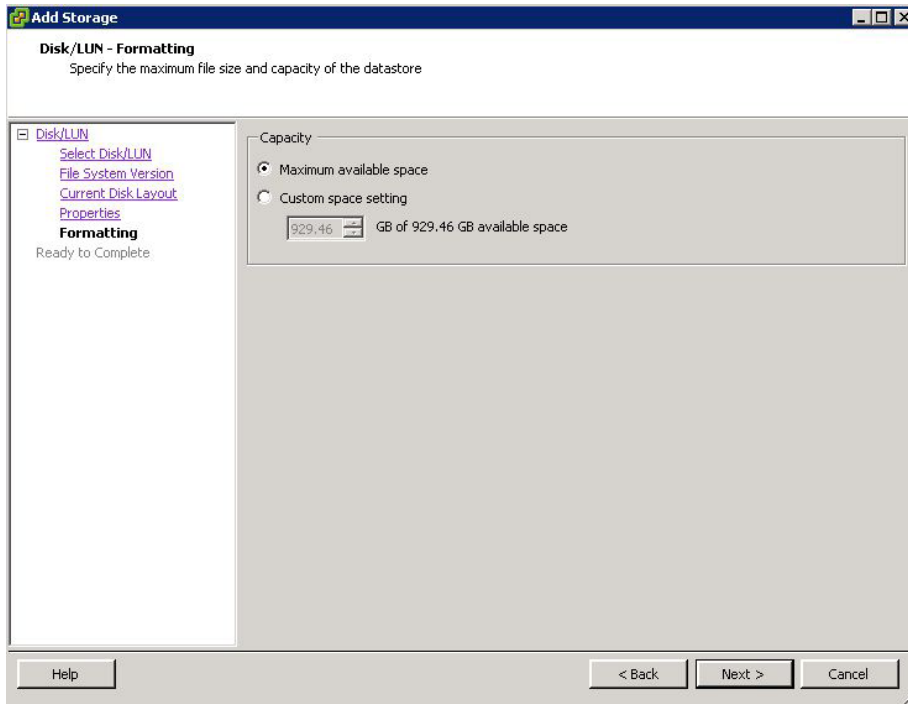 Add Storage
Disk/LUN - Formatting
Specify the maximum file size and capacity of the datastore
Disk/LUN
Select Disk/LUN
File System Version
Current Disk Layout
Properties
Formatting
Ready to Complete
Capacity
Maximum available space
Custom space setting
929.46 GB of 929.46 GB available space
Help
< Back
Next >
Cancel